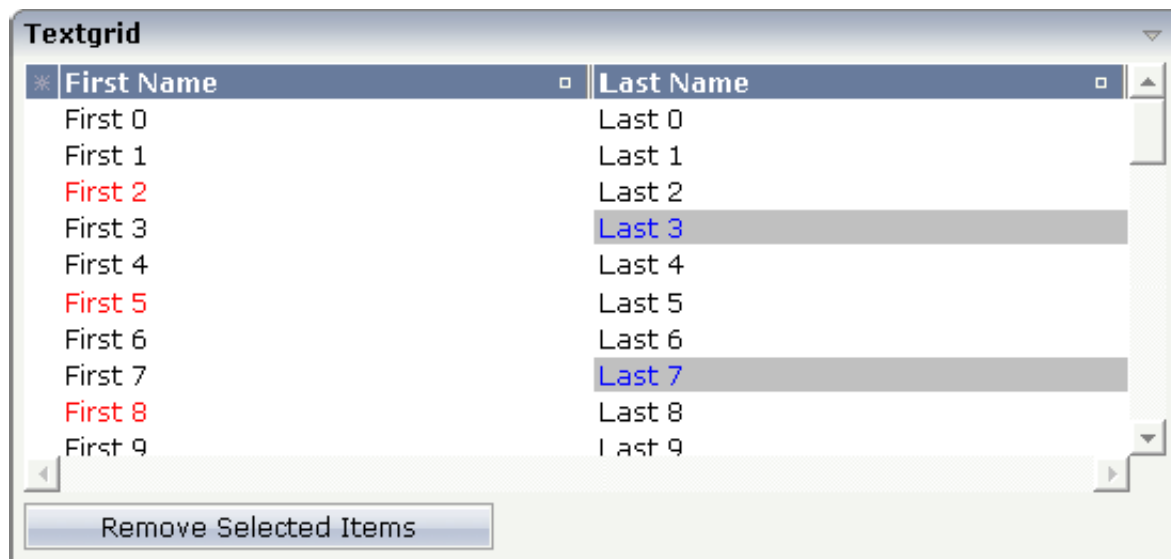 Textgrid
First Name Last Name
First 0 Last 0
First 1 Last 1
First 2 Last 2
First 3 Last 3
First 4 Last 4
First 5 Last 5
First 6 Last 6
First 7 Last 7
First 8 Last 8
First 9 Last 9
Remove Selected Items